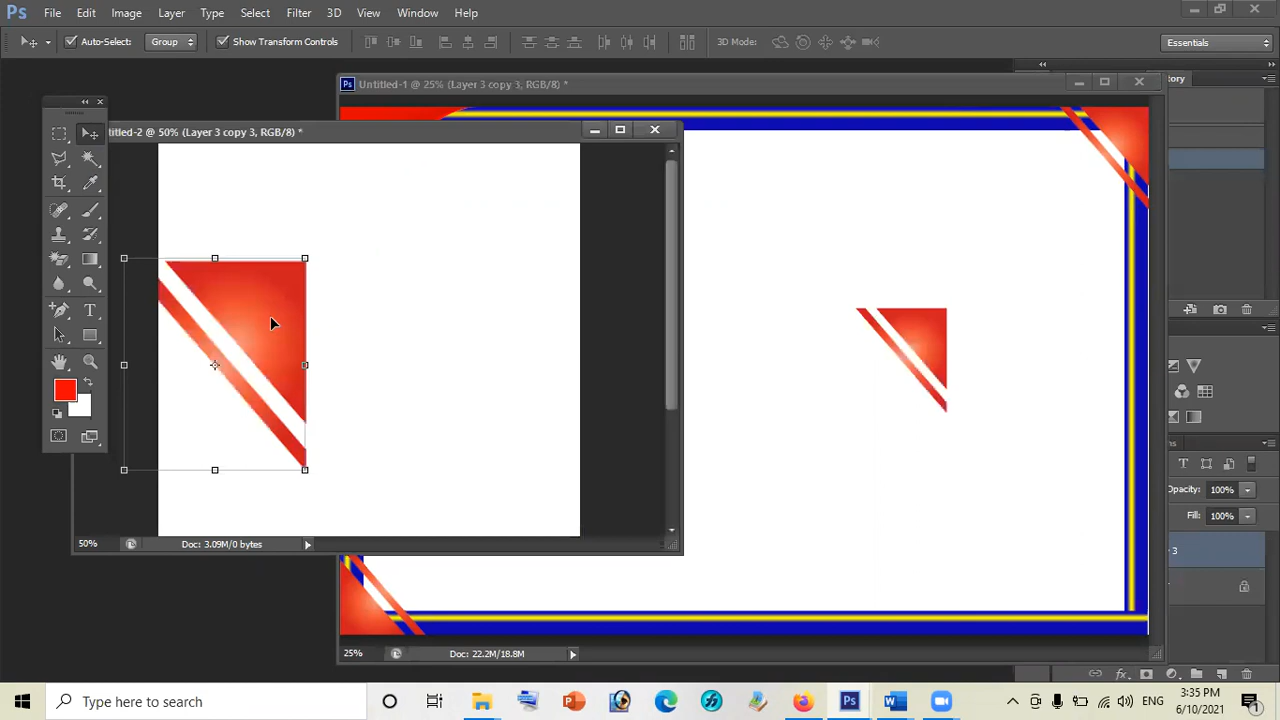 Ps File Edit Image Layer Type Select Filter 3D View Window Help
Auto-Select: Group Show Transform Controls 3D Mode: Essentials
Untitled-1 @ 25% (Layer 3 copy 3, RGB/8) *
titled-2 @ 50% (Layer 3 copy 3, RGB/8) *
tory
Opacity: 100%
Fill: 100%
3
50% Doc: 3.09M/0 bytes
25% Doc: 22.2M/18.8M
Type here to search
ENG
3:35 PM
6/10/2021